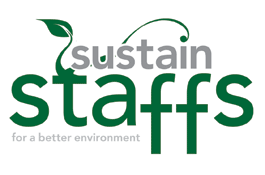 sustain
staffs
for a better environment